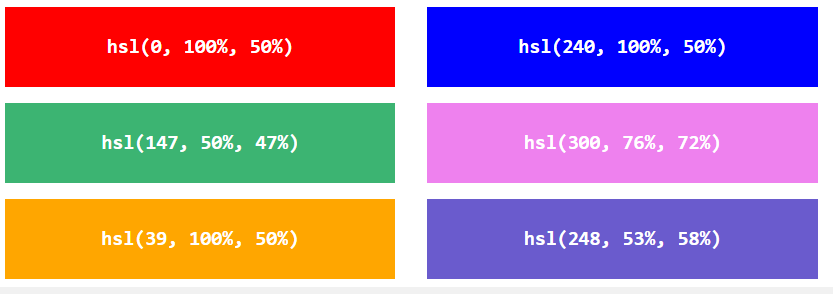 hsl(0, 100%, 50%)
hsl(240, 100%, 50%)
hsl(147, 50%, 47%)
hsl(300, 76%, 72%)
hsl(39, 100%, 50%)
hsl(248, 53%, 58%)